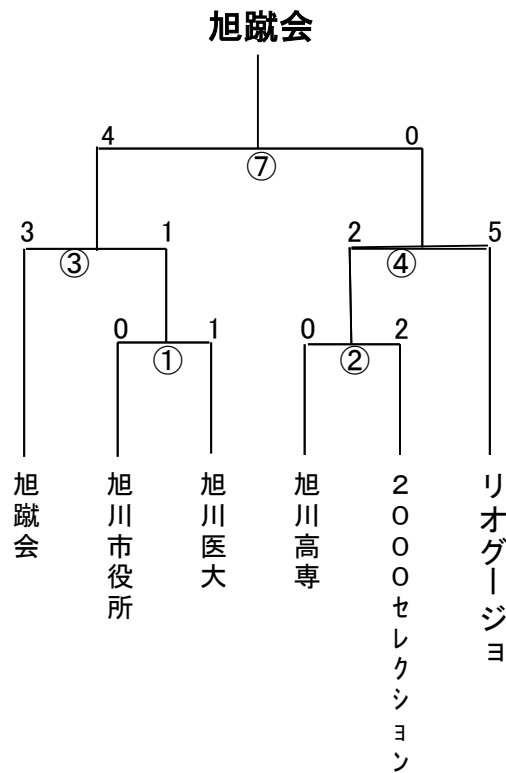 旭蹴会
4 0
⑦
3 1 2 5
③ ④
0 1 0 2
① ②
旭蹴会
旭川市役所
旭川医大
旭川高専
２０００セレクション
リオグージョ